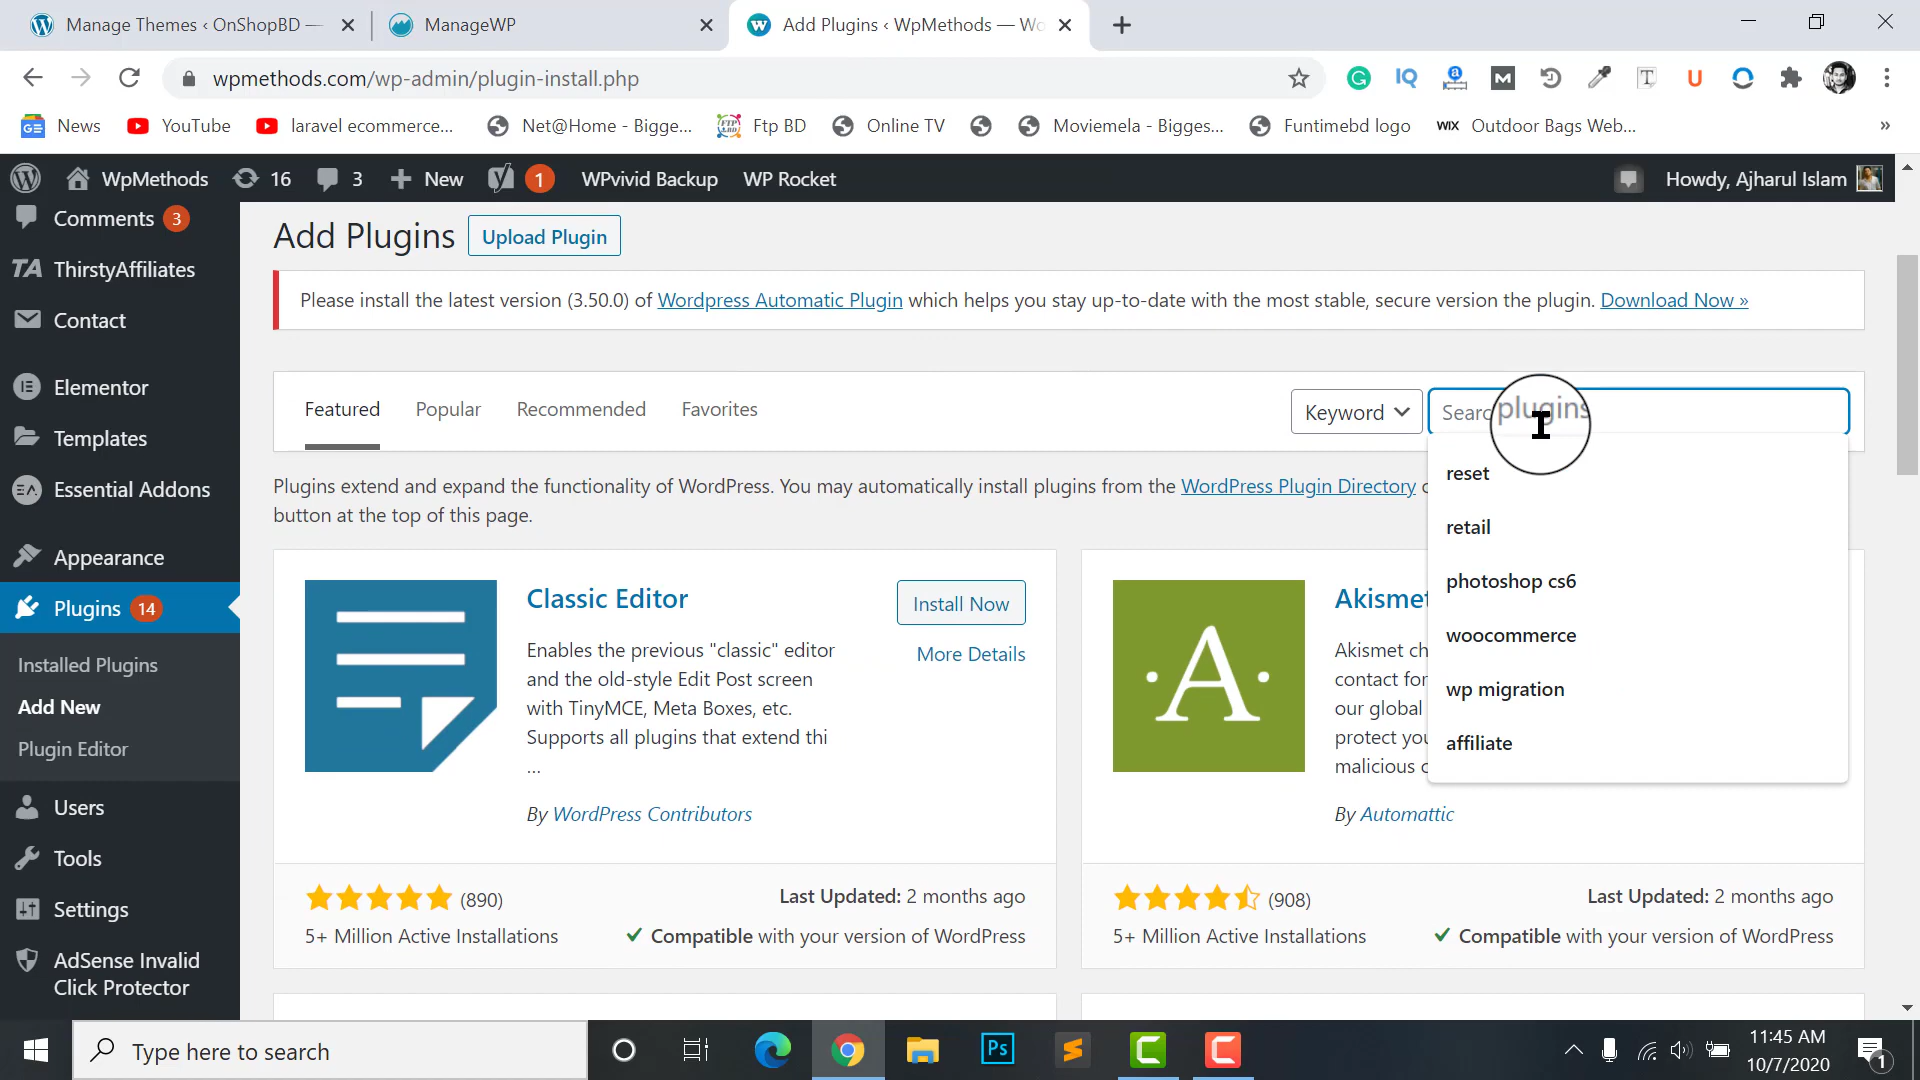 Manage Themes ‹ OnShopBD —
ManageWP
Add Plugins ‹ WpMethods — Wo
wpmethods.com/wp-admin/plugin-install.php
News
YouTube
laravel ecommerce...
Net@Home - Bigge...
Ftp BD
Online TV
Moviemela - Bigges...
Funtimebd logo
WIX Outdoor Bags Web...
»
WpMethods
16
3
New
1
WPvivid Backup
WP Rocket
Howdy, Ajharul Islam
Comments 3
ThirstyAffiliates
Contact
Elementor
Templates
Essential Addons
Appearance
Plugins 14
Installed Plugins
Add New
Plugin Editor
Users
Tools
Settings
AdSense Invalid
Click Protector
Add Plugins
Upload Plugin
Please install the latest version (3.50.0) of Wordpress Automatic Plugin which helps you stay up-to-date with the most stable, secure version the plugin. Download Now »
Featured
Popular
Recommended
Favorites
Keyword
Search plugins
reset
retail
photoshop cs6
woocommerce
wp migration
affiliate
Plugins extend and expand the functionality of WordPress. You may automatically install plugins from the WordPress Plugin Directory
button at the top of this page.
Classic Editor
Install Now
More Details
Enables the previous "classic" editor
and the old-style Edit Post screen
with TinyMCE, Meta Boxes, etc.
Supports all plugins that extend thi
...
By WordPress Contributors
(890)
Last Updated: 2 months ago
5+ Million Active Installations
Compatible with your version of WordPress
A
Akismet
Akismet ch
contact for
our global
protect you
malicious c
By Automattic
(908)
Last Updated: 2 months ago
5+ Million Active Installations
Compatible with your version of WordPress
Type here to search
Ps
11:45 AM
10/7/2020
1